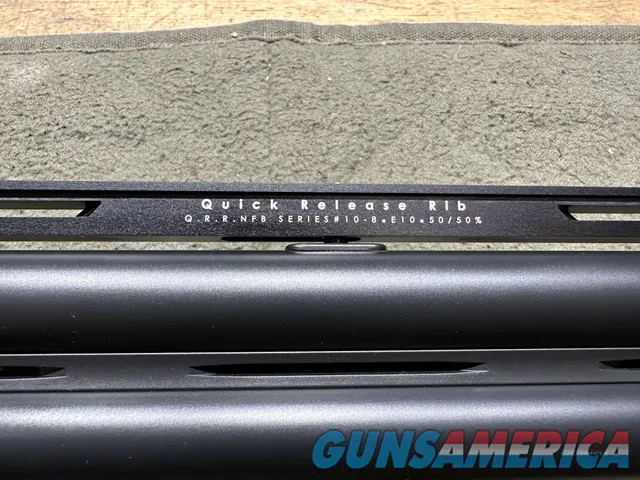 Quick Release Rib
Q.R.R.NFB SERIES#10-8.E10.50/50%
GUNSAMERICA